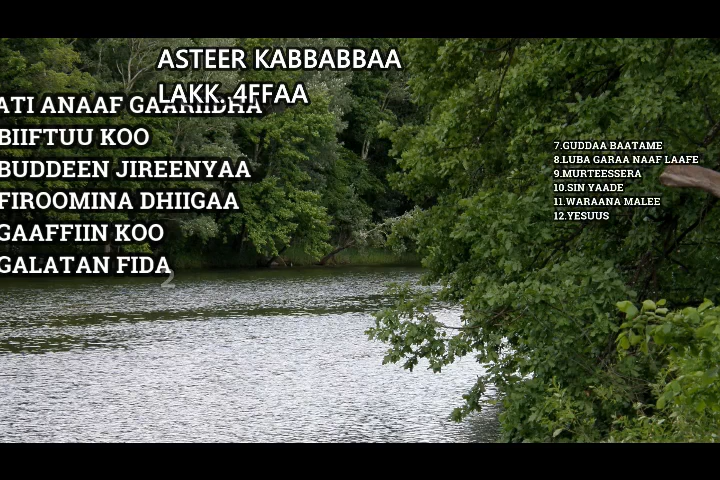 ASTEER KABBABBAA
LAKK. 4FFAA
ATI ANAAF GAARIIDHA
BIIFTUU KOO
BUDDEEN JIREENYAA
FIROOMINA DHIIGAA
GAAFFIIN KOO
GALATAN FIDA
2
7.GUDDAA BAATAME
8.LUBA GARAA NAAF LAAFE
9.MURTEESSERA
10.SIN YAADE
11.WARAANA MALEE
12.YESUUS